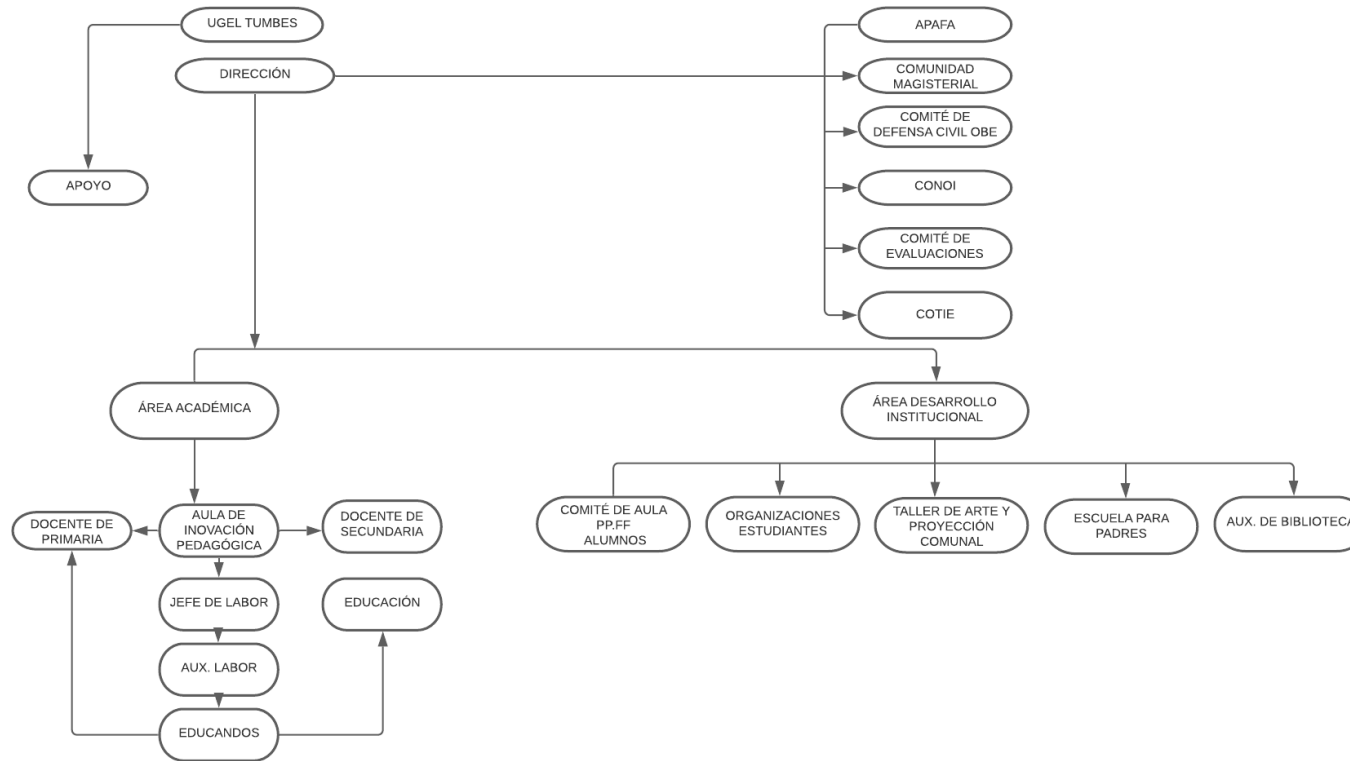 UGEL TUMBES
APAFA
DIRECCIÓN
COMUNIDAD
MAGISTERIAL
COMITÉ DE
DEFENSA CIVIL OBE
APOYO
CONOI
COMITÉ DE
EVALUACIONES
COTIE
ÁREA ACADÉMICA
ÁREA DESARROLLO
INSTITUCIONAL
DOCENTE DE
PRIMARIA
AULA DE
INOVACIÓN
PEDAGÓGICA
DOCENTE DE
SECUNDARIA
COMITÉ DE AULA
PP.FF
ALUMNOS
ORGANIZACIONES
ESTUDIANTES
TALLER DE ARTE Y
PROYECCIÓN
COMUNAL
ESCUELA PARA
PADRES
AUX. DE BIBLIOTECA
JEFE DE LABOR
EDUCACIÓN
AUX. LABOR
EDUCANDOS